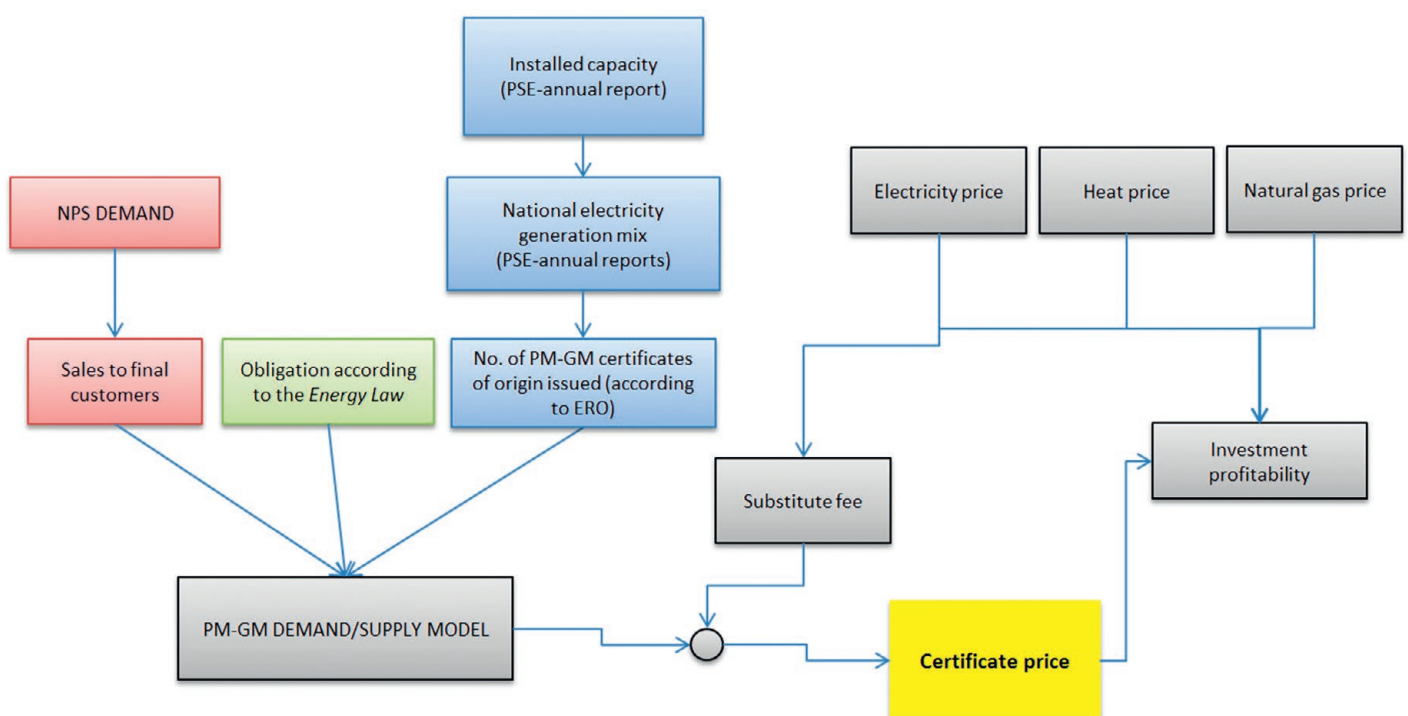 Installed capacity
(PSE-annual report)
Electricity price
Heat price
Natural gas price
NPS DEMAND
National electricity
generation mix
(PSE-annual reports)
Sales to final
customers
Obligation according
to the Energy Law
No. of PM-GM certificates
of origin issued (according
to ERO)
Investment
profitability
Substitute fee
PM-GM DEMAND/SUPPLY MODEL
Certificate price